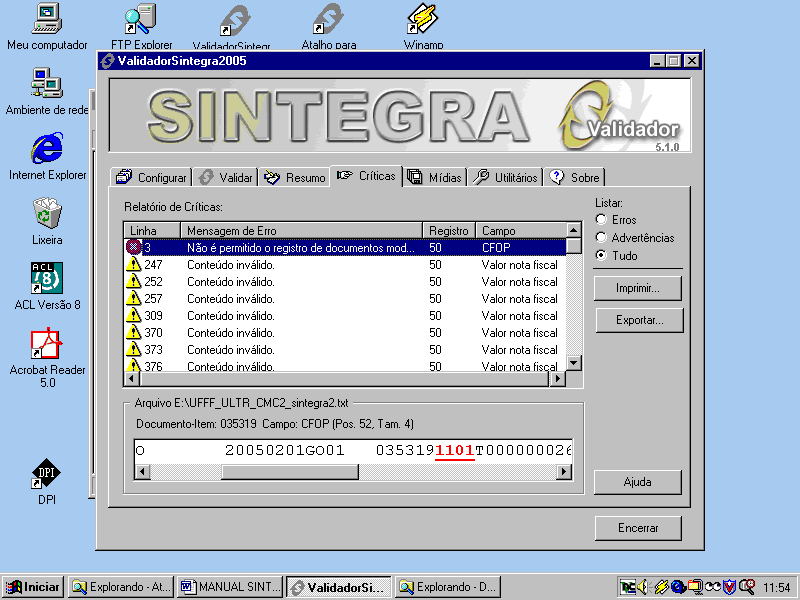 Meu computador
FTP Explorer
ValidadorSintegr
Atalho para
Winamp
Ambiente de rede
Internet Explorer
Lixeira
ACL
8
ACL Versão 8
Acrobat Reader
5.0
DPI
DPI
ValidadorSintegra2005
SINTEGRA
Validador
5.1.0
Configurar
Validar
Resumo
Críticas
Mídias
Utilitários
Sobre
Relatório de Críticas:
Linha Mensagem de Erro Registro Campo
3 Não é permitido o registro de documentos mod... 50 CFOP
247 Conteúdo inválido. 50 Valor nota fiscal
252 Conteúdo inválido. 50 Valor nota fiscal
257 Conteúdo inválido. 50 Valor nota fiscal
309 Conteúdo inválido. 50 Valor nota fiscal
370 Conteúdo inválido. 50 Valor nota fiscal
373 Conteúdo inválido. 50 Valor nota fiscal
376 Conteúdo inválido. 50 Valor nota fiscal
Listar:
Erros
Advertências
Tudo
Imprimir...
Exportar...
Arquivo E:\UFFF_ULTR_CMC2_sintegra2.txt
Documento-Item: 035319 Campo: CFOP (Pos. 52, Tam. 4)
O 20050201GO01 0353191101T000000026
Ajuda
Encerrar
Iniciar
Explorando - At...
MANUAL SINT...
ValidadorSi...
Explorando - D...
11:54